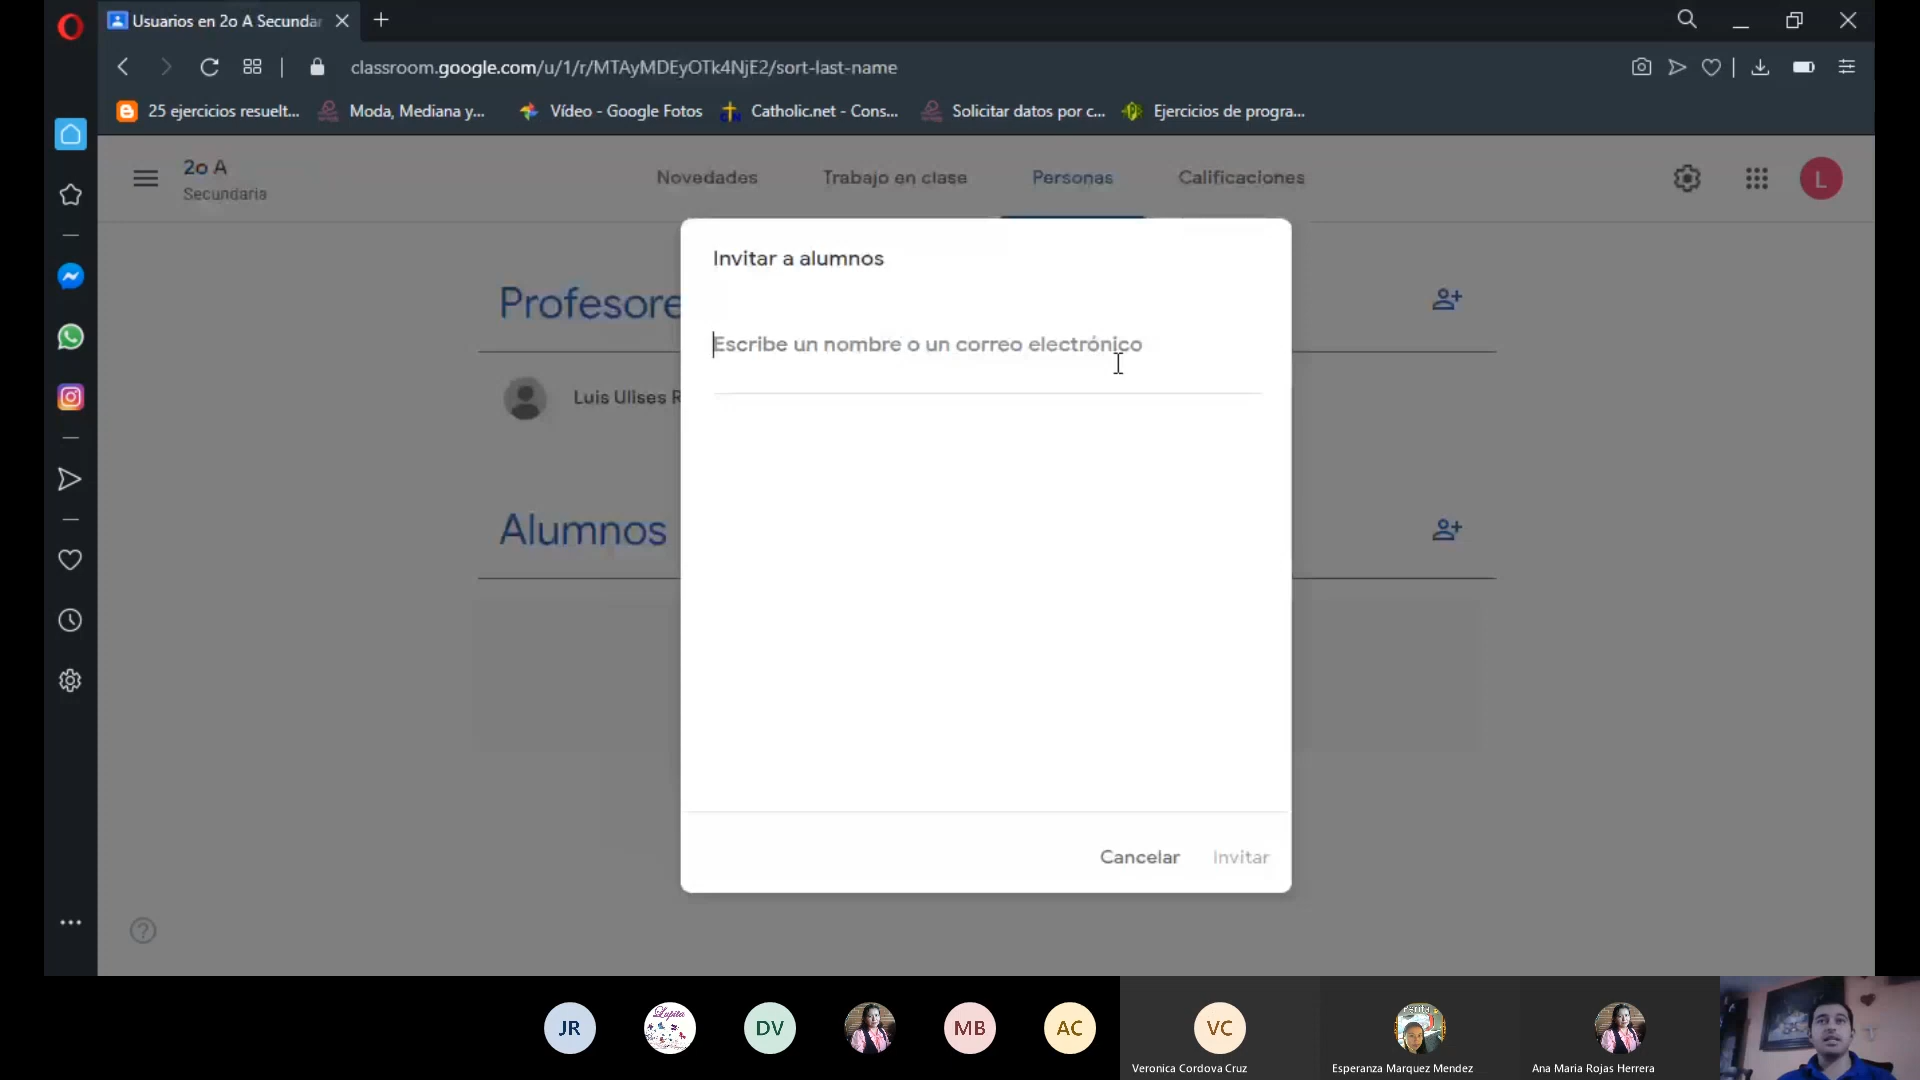 Usuarios en 2o A Secundar
classroom.google.com/u/1/r/MTAyMDEyOTk4NjE2/sort-last-name
25 ejercicios resuelt...
Moda, Mediana y...
Vídeo - Google Fotos
Catholic.net - Cons...
Solicitar datos por c...
Ejercicios de progra...
2o A
Secundaria
Novedades
Trabajo en clase
Personas
Calificaciones
L
Invitar a alumnos
Profesore
Escribe un nombre o un correo electrónico
Luis Ulises R
Alumnos
Cancelar
Invitar
JR
Lupita
DV
MB
AC
VC
Veronica Cordova Cruz
Esperanza Marquez Mendez
Ana Maria Rojas Herrera